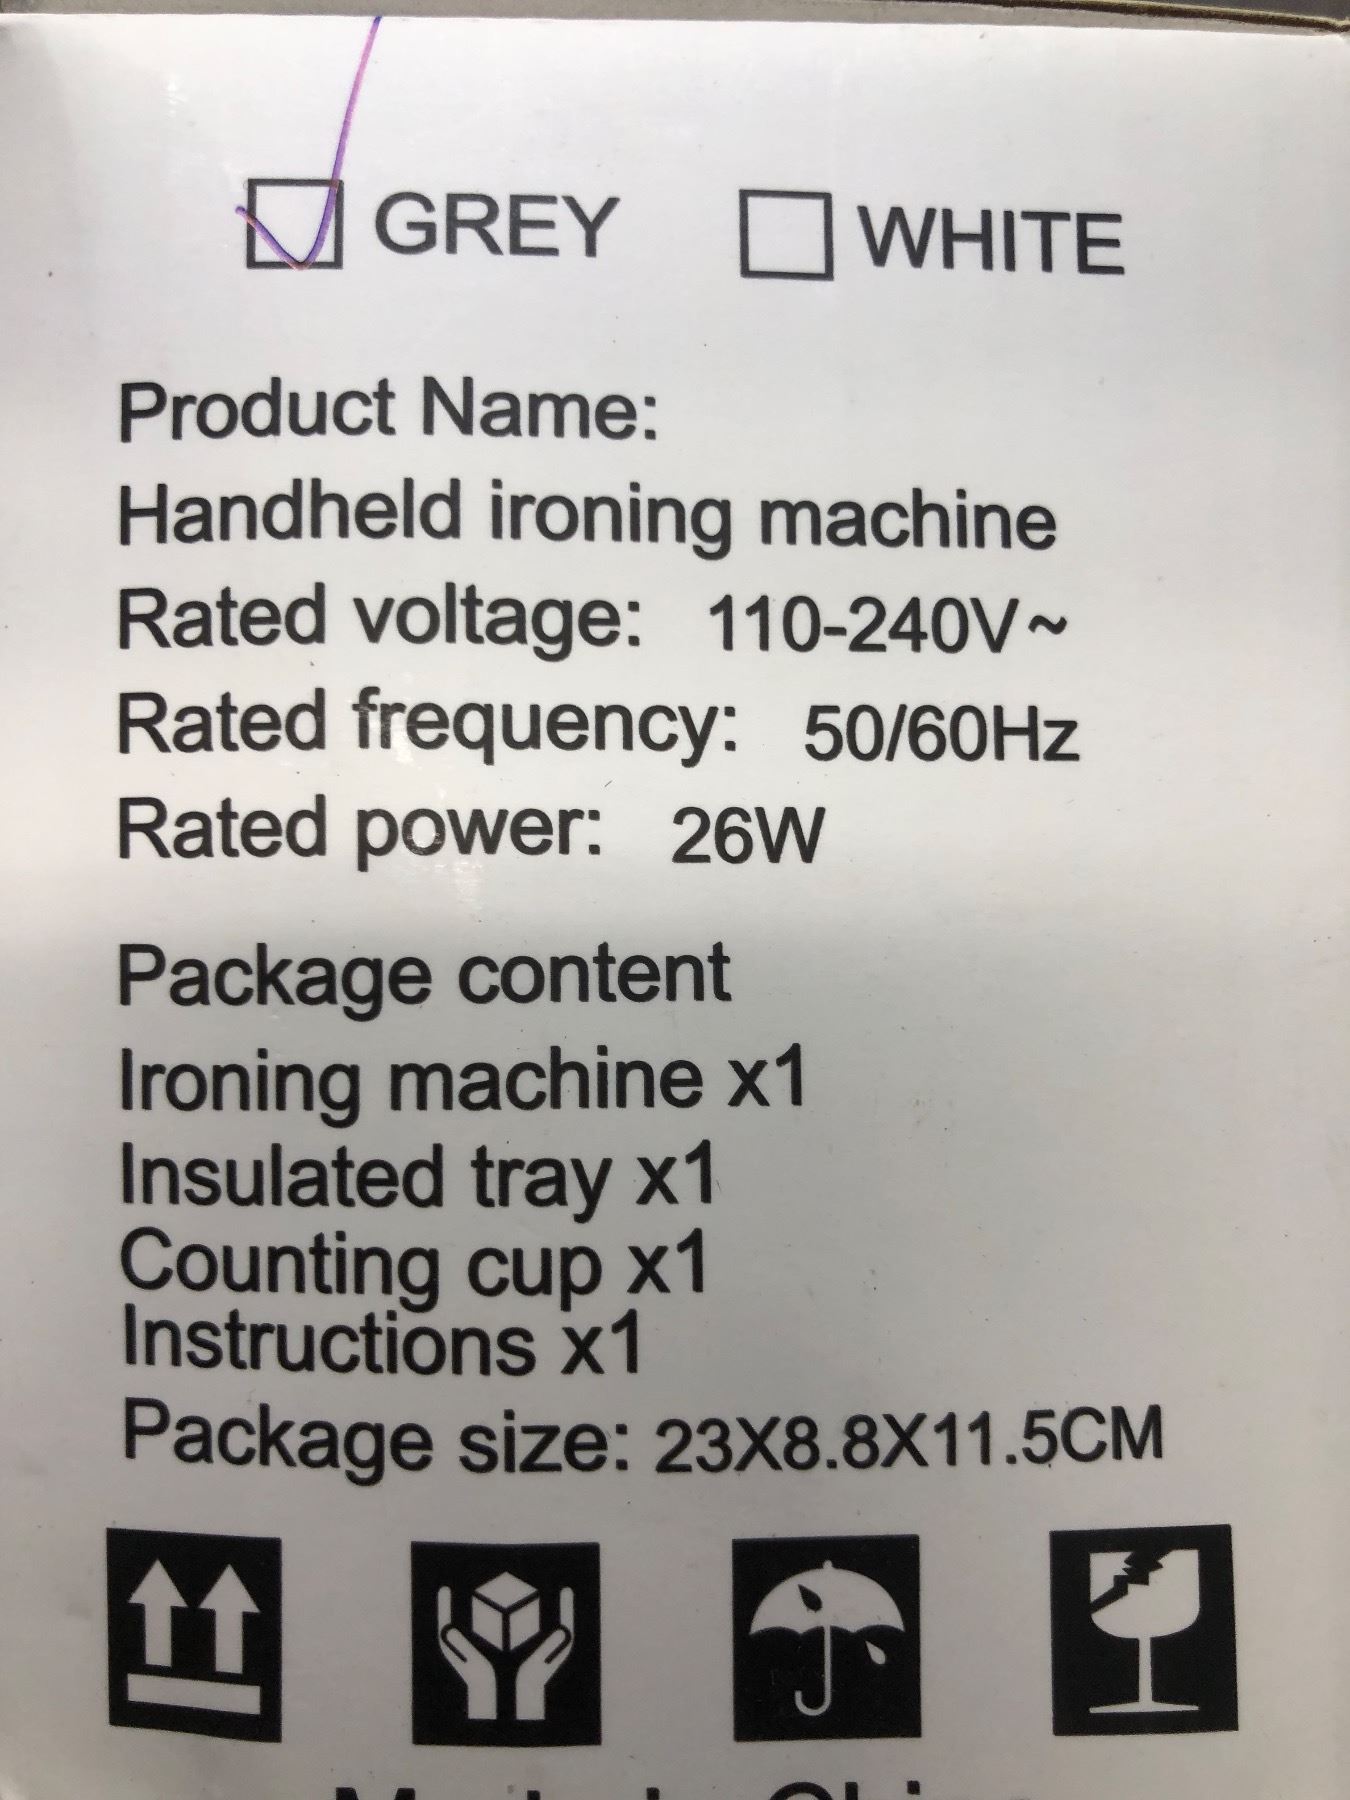 GREY WHITE
Product Name:
Handheld ironing machine
Rated voltage: 110-240V~
Rated frequency: 50/60Hz
Rated power: 26W
Package content
Ironing machine x1
Insulated tray x1
Counting cup x1
Instructions x1
Package size: 23X8.8X11.5CM